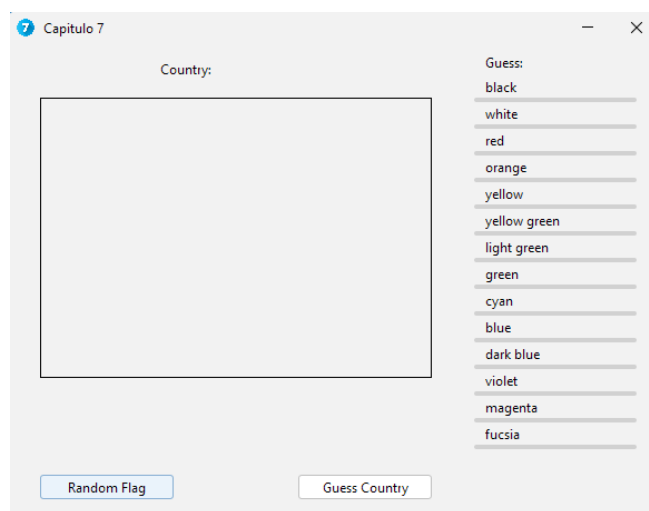 7 Capitulo 7
Country:
Guess:
black
white
red
orange
yellow
yellow green
light green
green
cyan
blue
dark blue
violet
magenta
fucsia
Random Flag
Guess Country